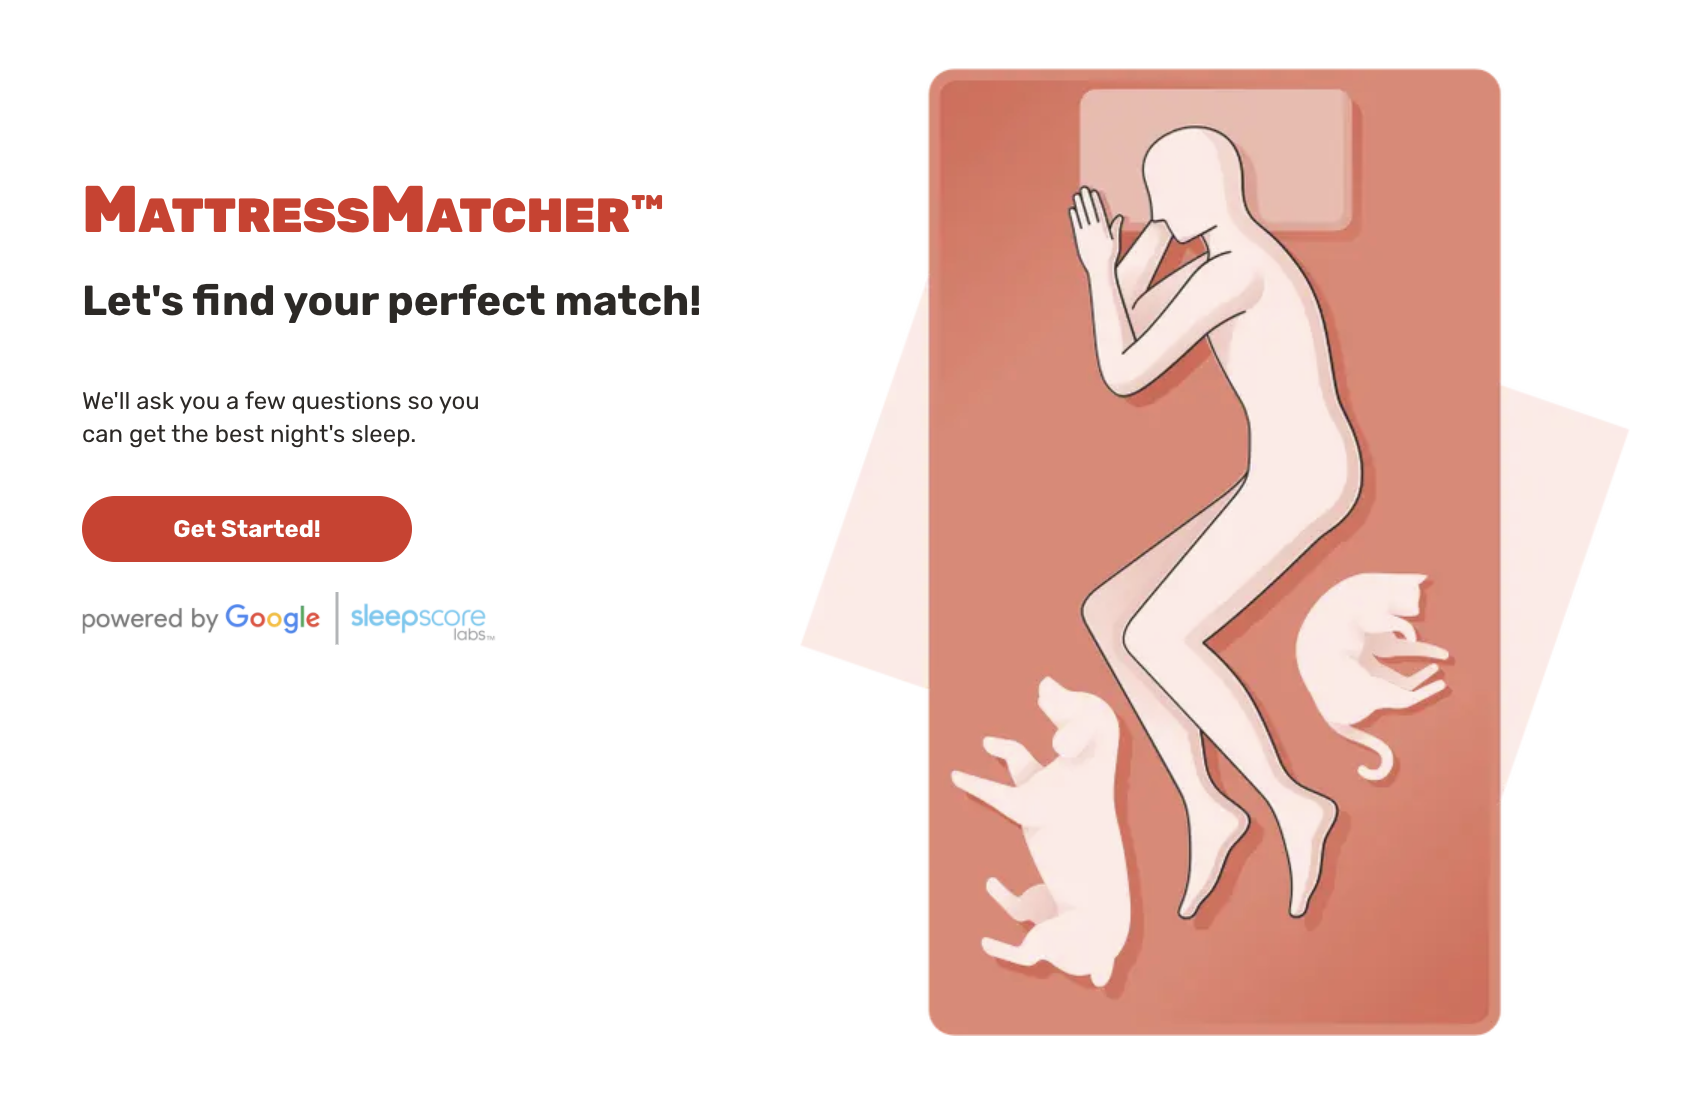 MATTRESSMATCHER™
Let's find your perfect match!
We'll ask you a few questions so you
can get the best night's sleep.
Get Started!
powered by Google | sleepscore
labs™